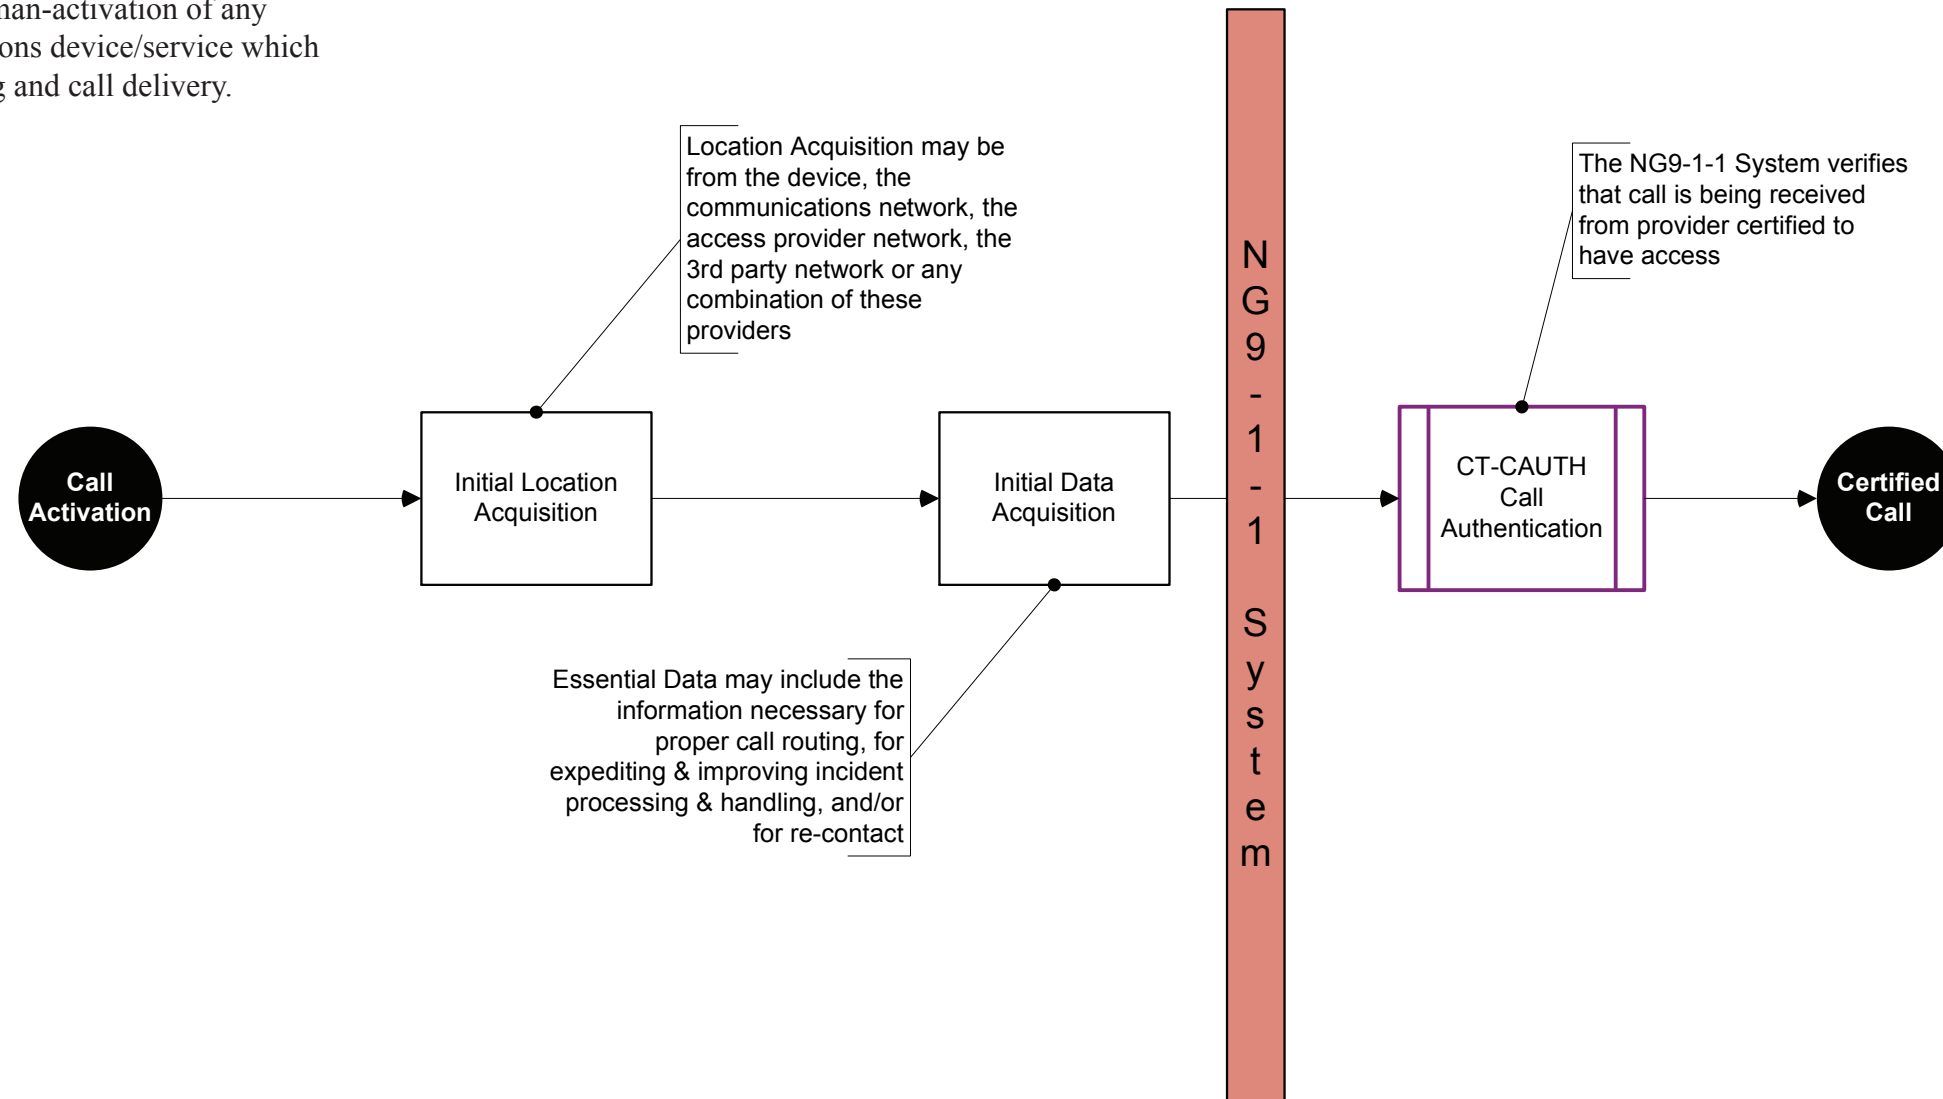 man-activation of any
ons device/service which
and call delivery.
Location Acquisition may be
from the device, the
communications network, the
access provider network, the
3rd party network or any
combination of these
providers
The NG9-1-1 System verifies
that call is being received
from provider certified to
have access
Call
Activation
Initial Location
Acquisition
Initial Data
Acquisition
NG9-1-1 System
CT-CAUTH
Call
Authentication
Certified
Call
Essential Data may include the
information necessary for
proper call routing, for
expediting & improving incident
processing & handling, and/or
for re-contact